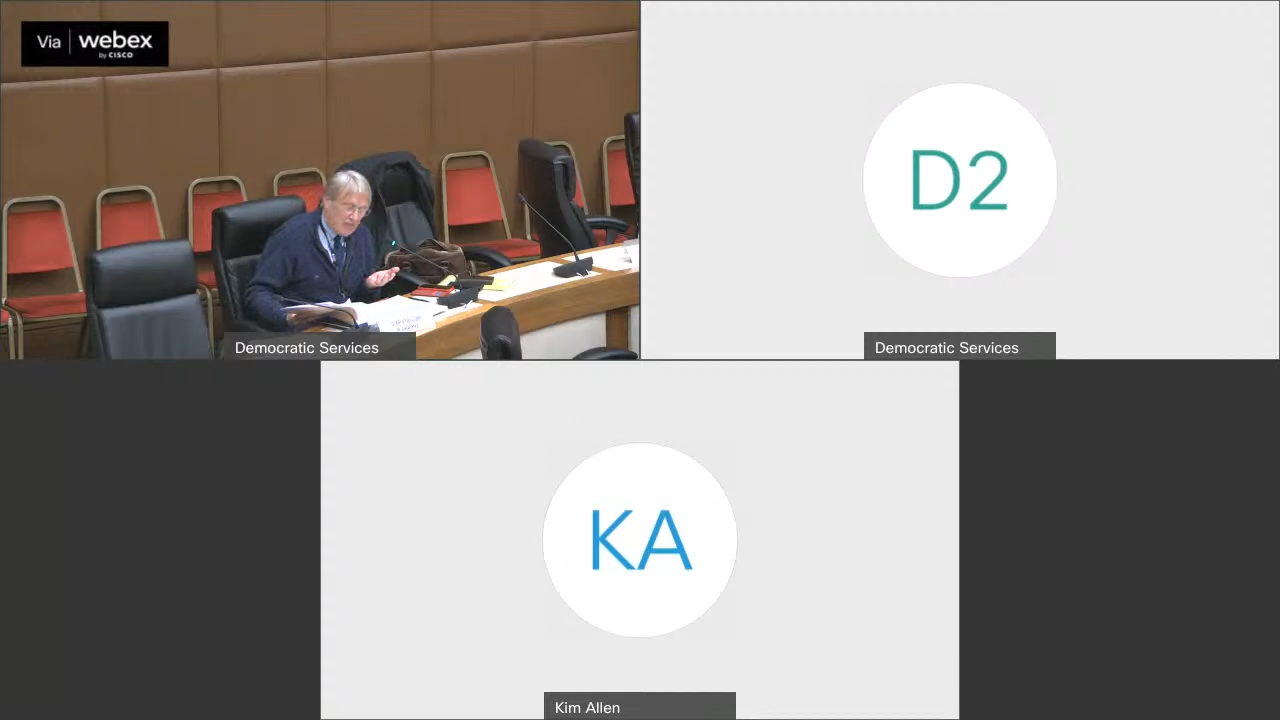 Via webex
by CISCO
Democratic Services
D2
Democratic Services
KA
Kim Allen